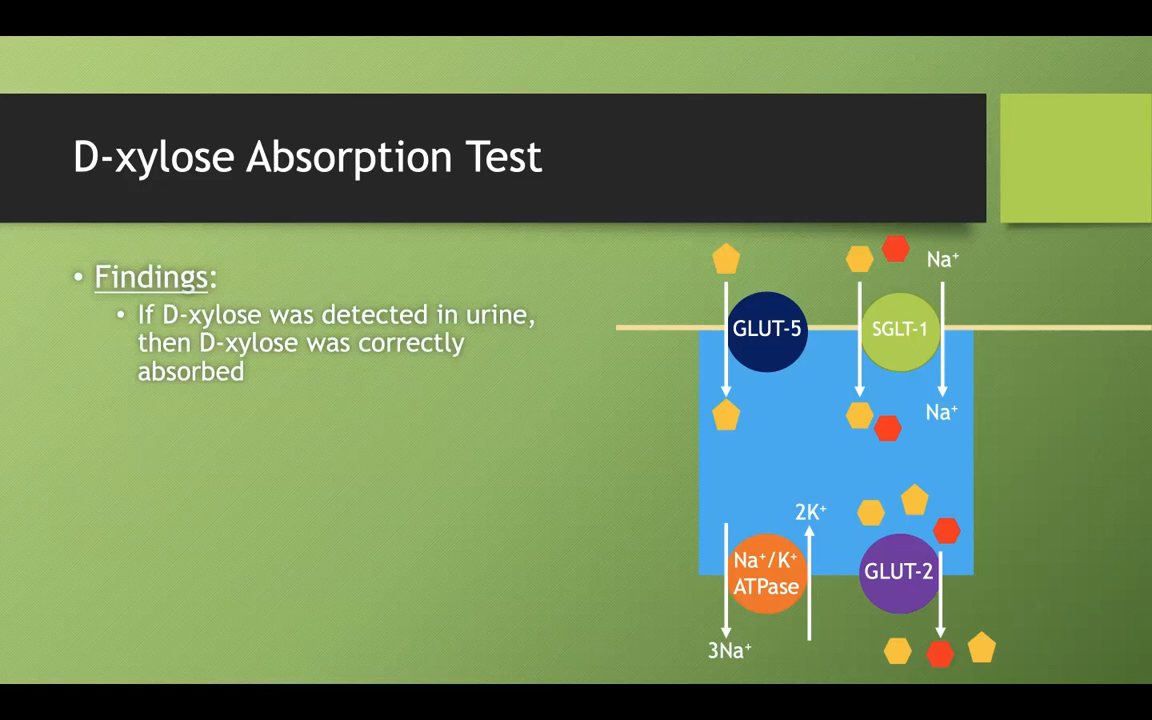 D-xylose Absorption Test
• Findings:
• If D-xylose was detected in urine,
then D-xylose was correctly
absorbed
Na⁺
GLUT-5
SGLT-1
Na⁺
2K⁺
Na⁺/K⁺
ATPase
GLUT-2
3Na⁺